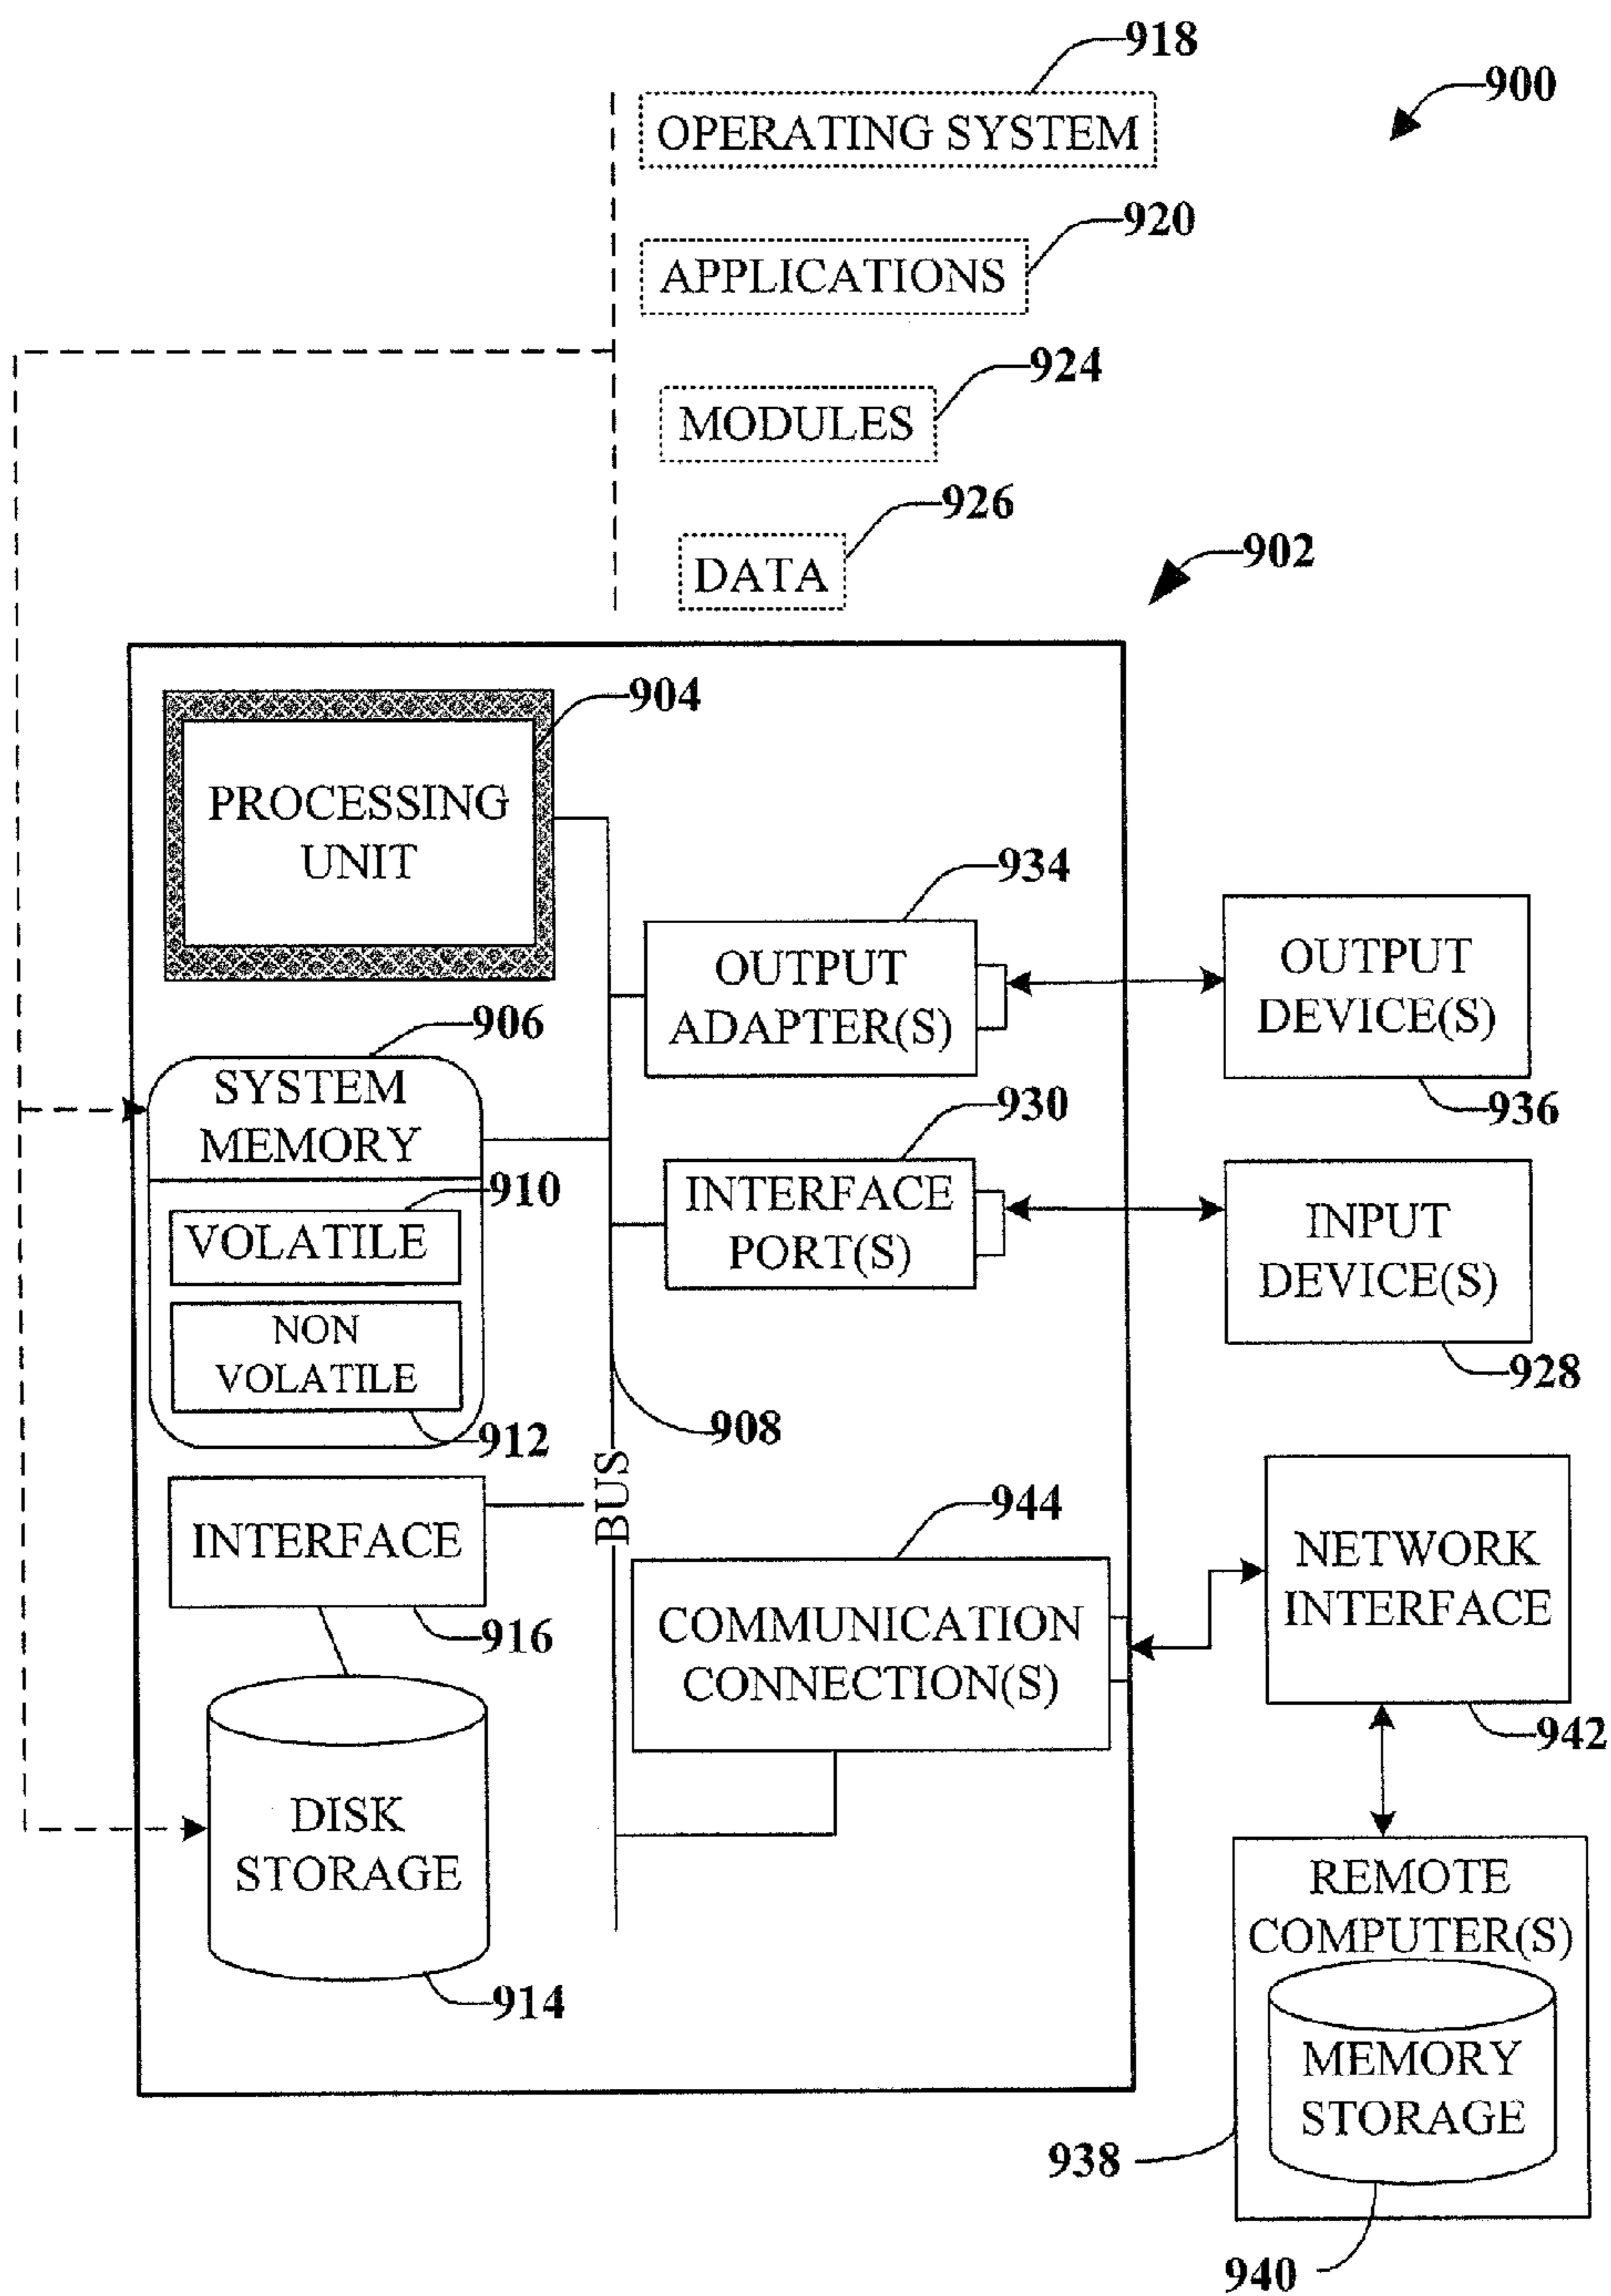 918
900
OPERATING SYSTEM
920
APPLICATIONS
924
MODULES
926
902
DATA
904
PROCESSING
UNIT
934
OUTPUT
ADAPTER(S)
OUTPUT
DEVICE(S)
936
906
SYSTEM
MEMORY
930
INTERFACE
PORT(S)
910
VOLATILE
INPUT
DEVICE(S)
928
NON
VOLATILE
912
908
BUS
INTERFACE
916
944
COMMUNICATION
CONNECTION(S)
NETWORK
INTERFACE
942
DISK
STORAGE
914
REMOTE
COMPUTER(S)
MEMORY
STORAGE
938
940